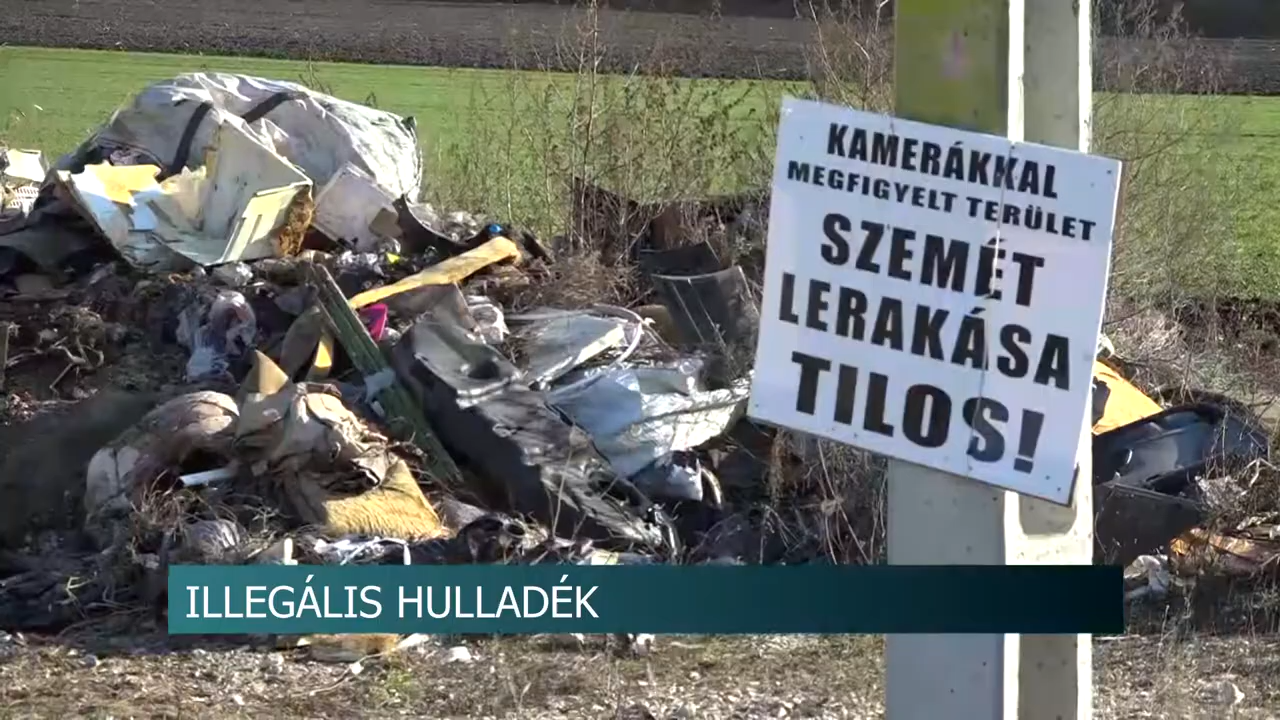 KAMERÁKKAL
MEGFIGYELT TERÜLET
SZEMÉT
LERAKÁSA
TILOS!
ILLEGÁLIS HULLADÉK